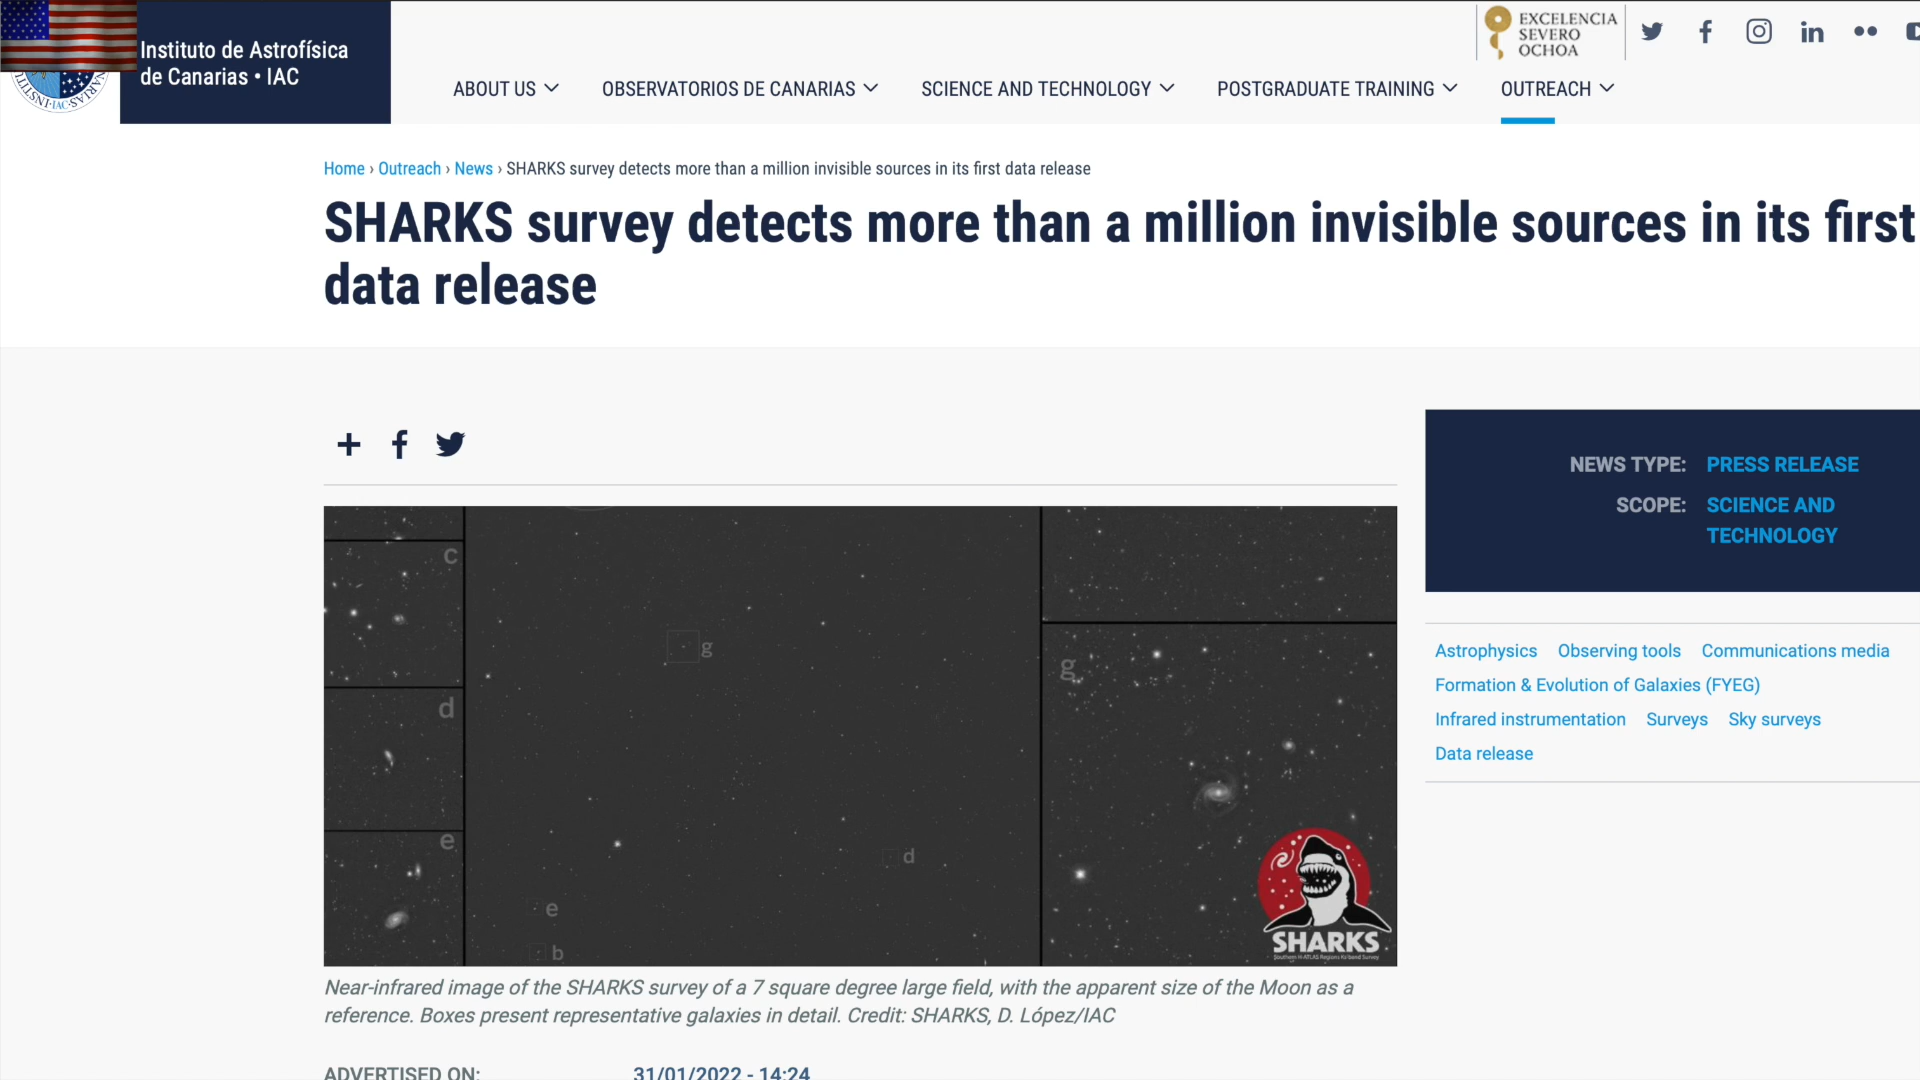 Instituto de Astrofísica
de Canarias • IAC
EXCELENCIA
SEVERO
OCHOA
ABOUT US
OBSERVATORIOS DE CANARIAS
SCIENCE AND TECHNOLOGY
POSTGRADUATE TRAINING
OUTREACH
Home › Outreach › News › SHARKS survey detects more than a million invisible sources in its first data release
SHARKS survey detects more than a million invisible sources in its first
data release
NEWS TYPE: PRESS RELEASE
SCOPE: SCIENCE AND
TECHNOLOGY
c
d
e
g
d
e
b
g
SHARKS
Southern H-ATLAS Regions Ks-band Survey
Astrophysics Observing tools Communications media
Formation & Evolution of Galaxies (FYEG)
Infrared instrumentation Surveys Sky surveys
Data release
Near-infrared image of the SHARKS survey of a 7 square degree large field, with the apparent size of the Moon as a
reference. Boxes present representative galaxies in detail. Credit: SHARKS, D. López/IAC
ADVERTISED ON: 31/01/2022 - 14:24